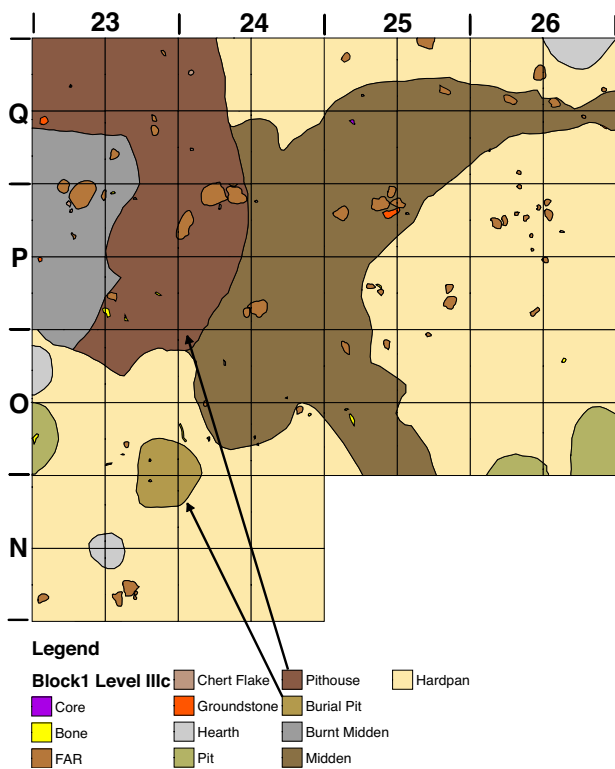 23 24 25 26
Q
P
O
N
Legend
Block1 Level IIIc
Core
Bone
FAR
Chert Flake
Groundstone
Hearth
Pit
Pithouse
Burial Pit
Burnt Midden
Midden
Hardpan